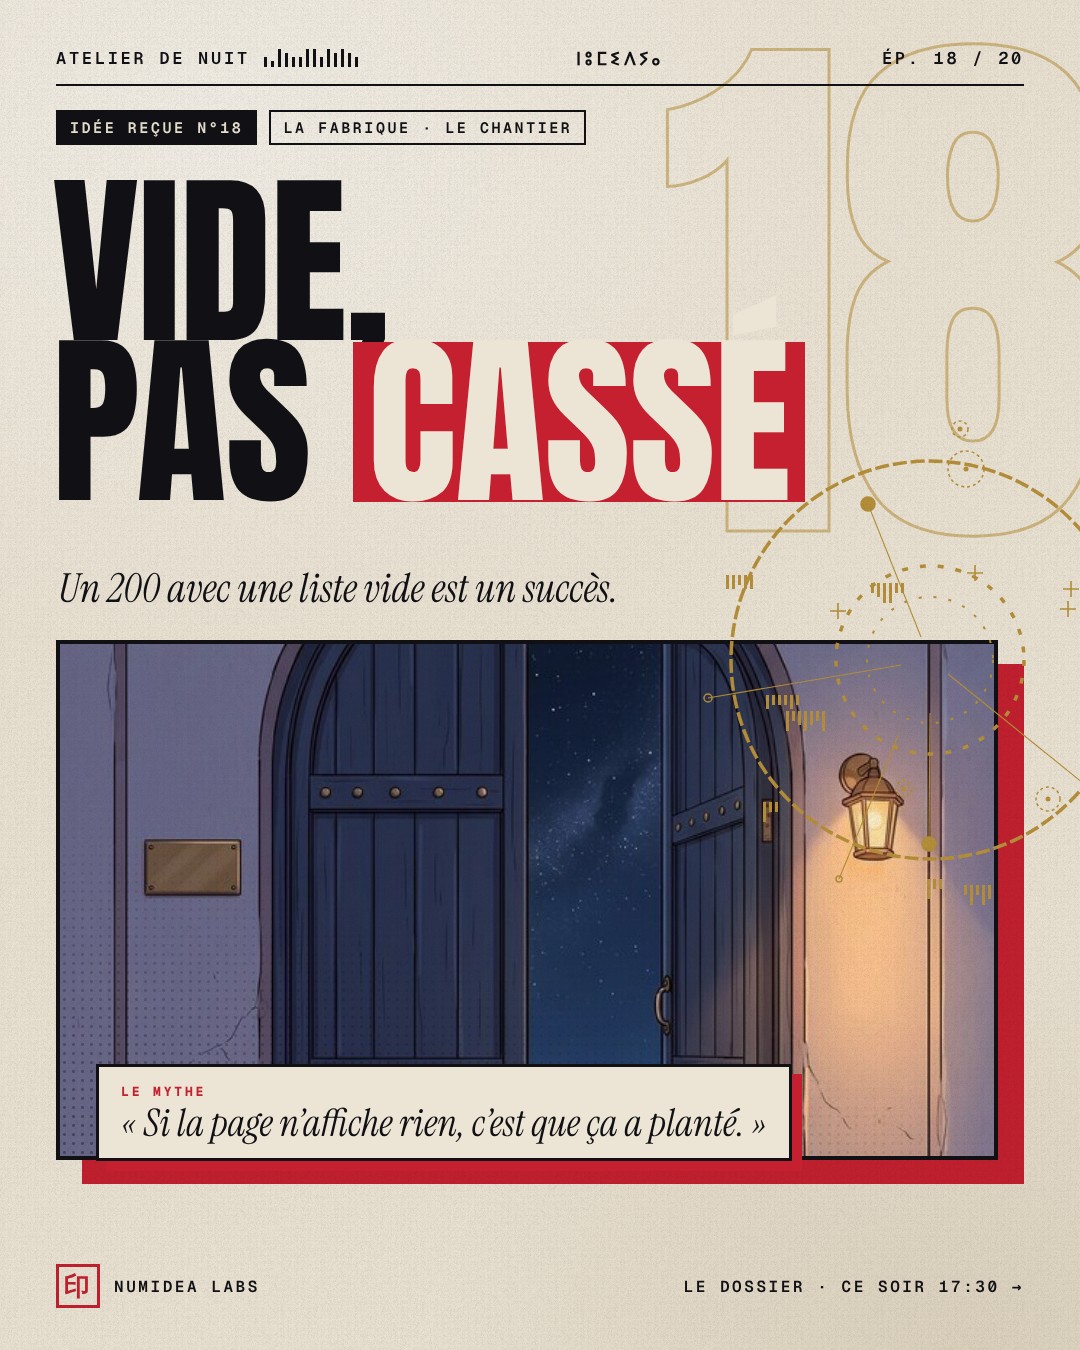 ATELIER DE NUIT
ÉP. 18 / 20
18
IDÉE REÇUE N°18
LA FABRIQUE · LE CHANTIER
VIDE,
PAS CASSÉ
Un 200 avec une liste vide est un succès.
LE MYTHE
« Si la page n’affiche rien, c’est que ça a planté. »
印 NUMIDEA LABS
LE DOSSIER · CE SOIR 17:30 →